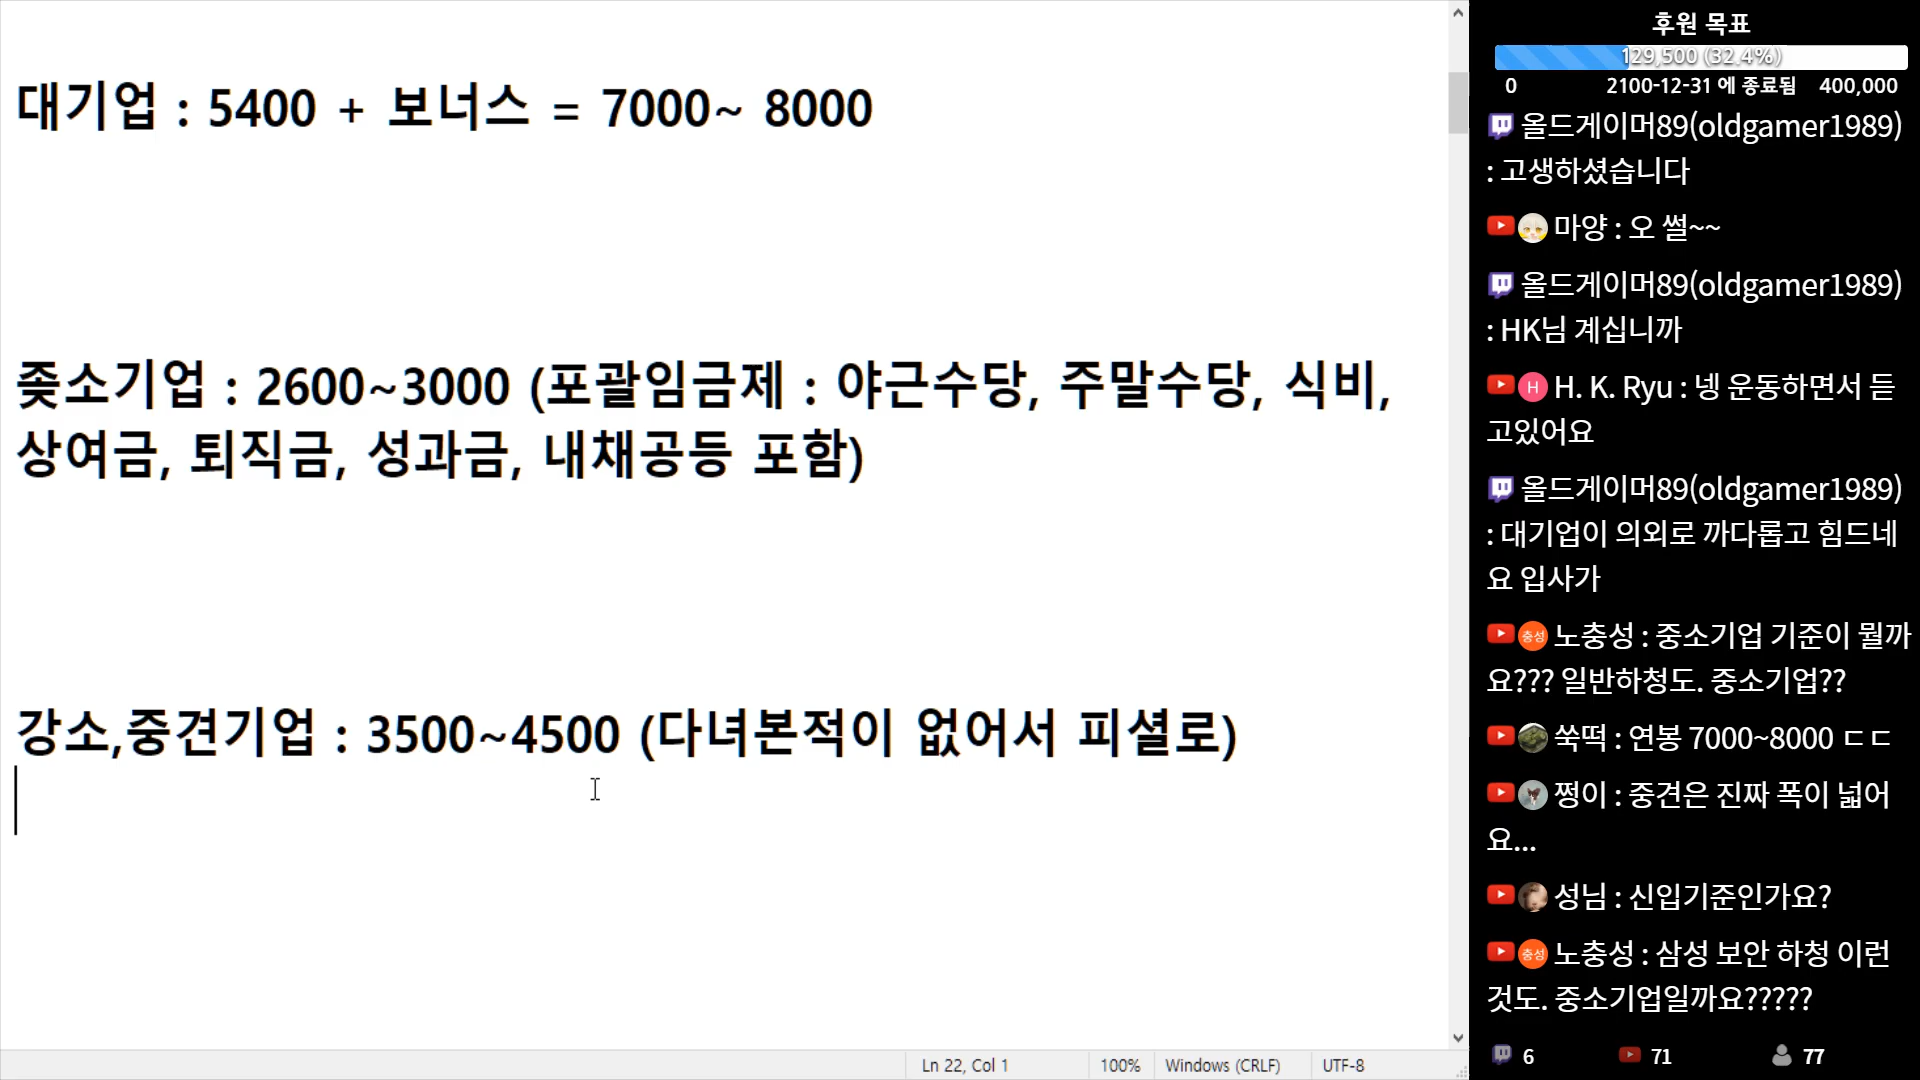 대기업 : 5400 + 보너스 = 7000~ 8000
좆소기업 : 2600~3000 (포괄임금제 : 야근수당, 주말수당, 식비,
상여금, 퇴직금, 성과금, 내채공등 포함)
강소,중견기업 : 3500~4500 (다녀본적이 없어서 피셜로)
Ln 22, Col 1
100%
Windows (CRLF)
UTF-8
후원 목표
129,500 (32.4%)
0 2100-12-31 에 종료됨 400,000
올드게이머89(oldgamer1989)
: 고생하셨습니다
마양 : 오 썰~~
올드게이머89(oldgamer1989)
: HK님 계십니까
H H. K. Ryu : 넹 운동하면서 듣
고있어요
올드게이머89(oldgamer1989)
: 대기업이 의외로 까다롭고 힘드네
요 입사가
충성 노충성 : 중소기업 기준이 뭘까
요??? 일반하청도. 중소기업??
쑥떡 : 연봉 7000~8000 ㄷㄷ
쩡이 : 중견은 진짜 폭이 넓어
요...
성님 : 신입기준인가요?
충성 노충성 : 삼성 보안 하청 이런
것도. 중소기업일까요?????
6 71 77